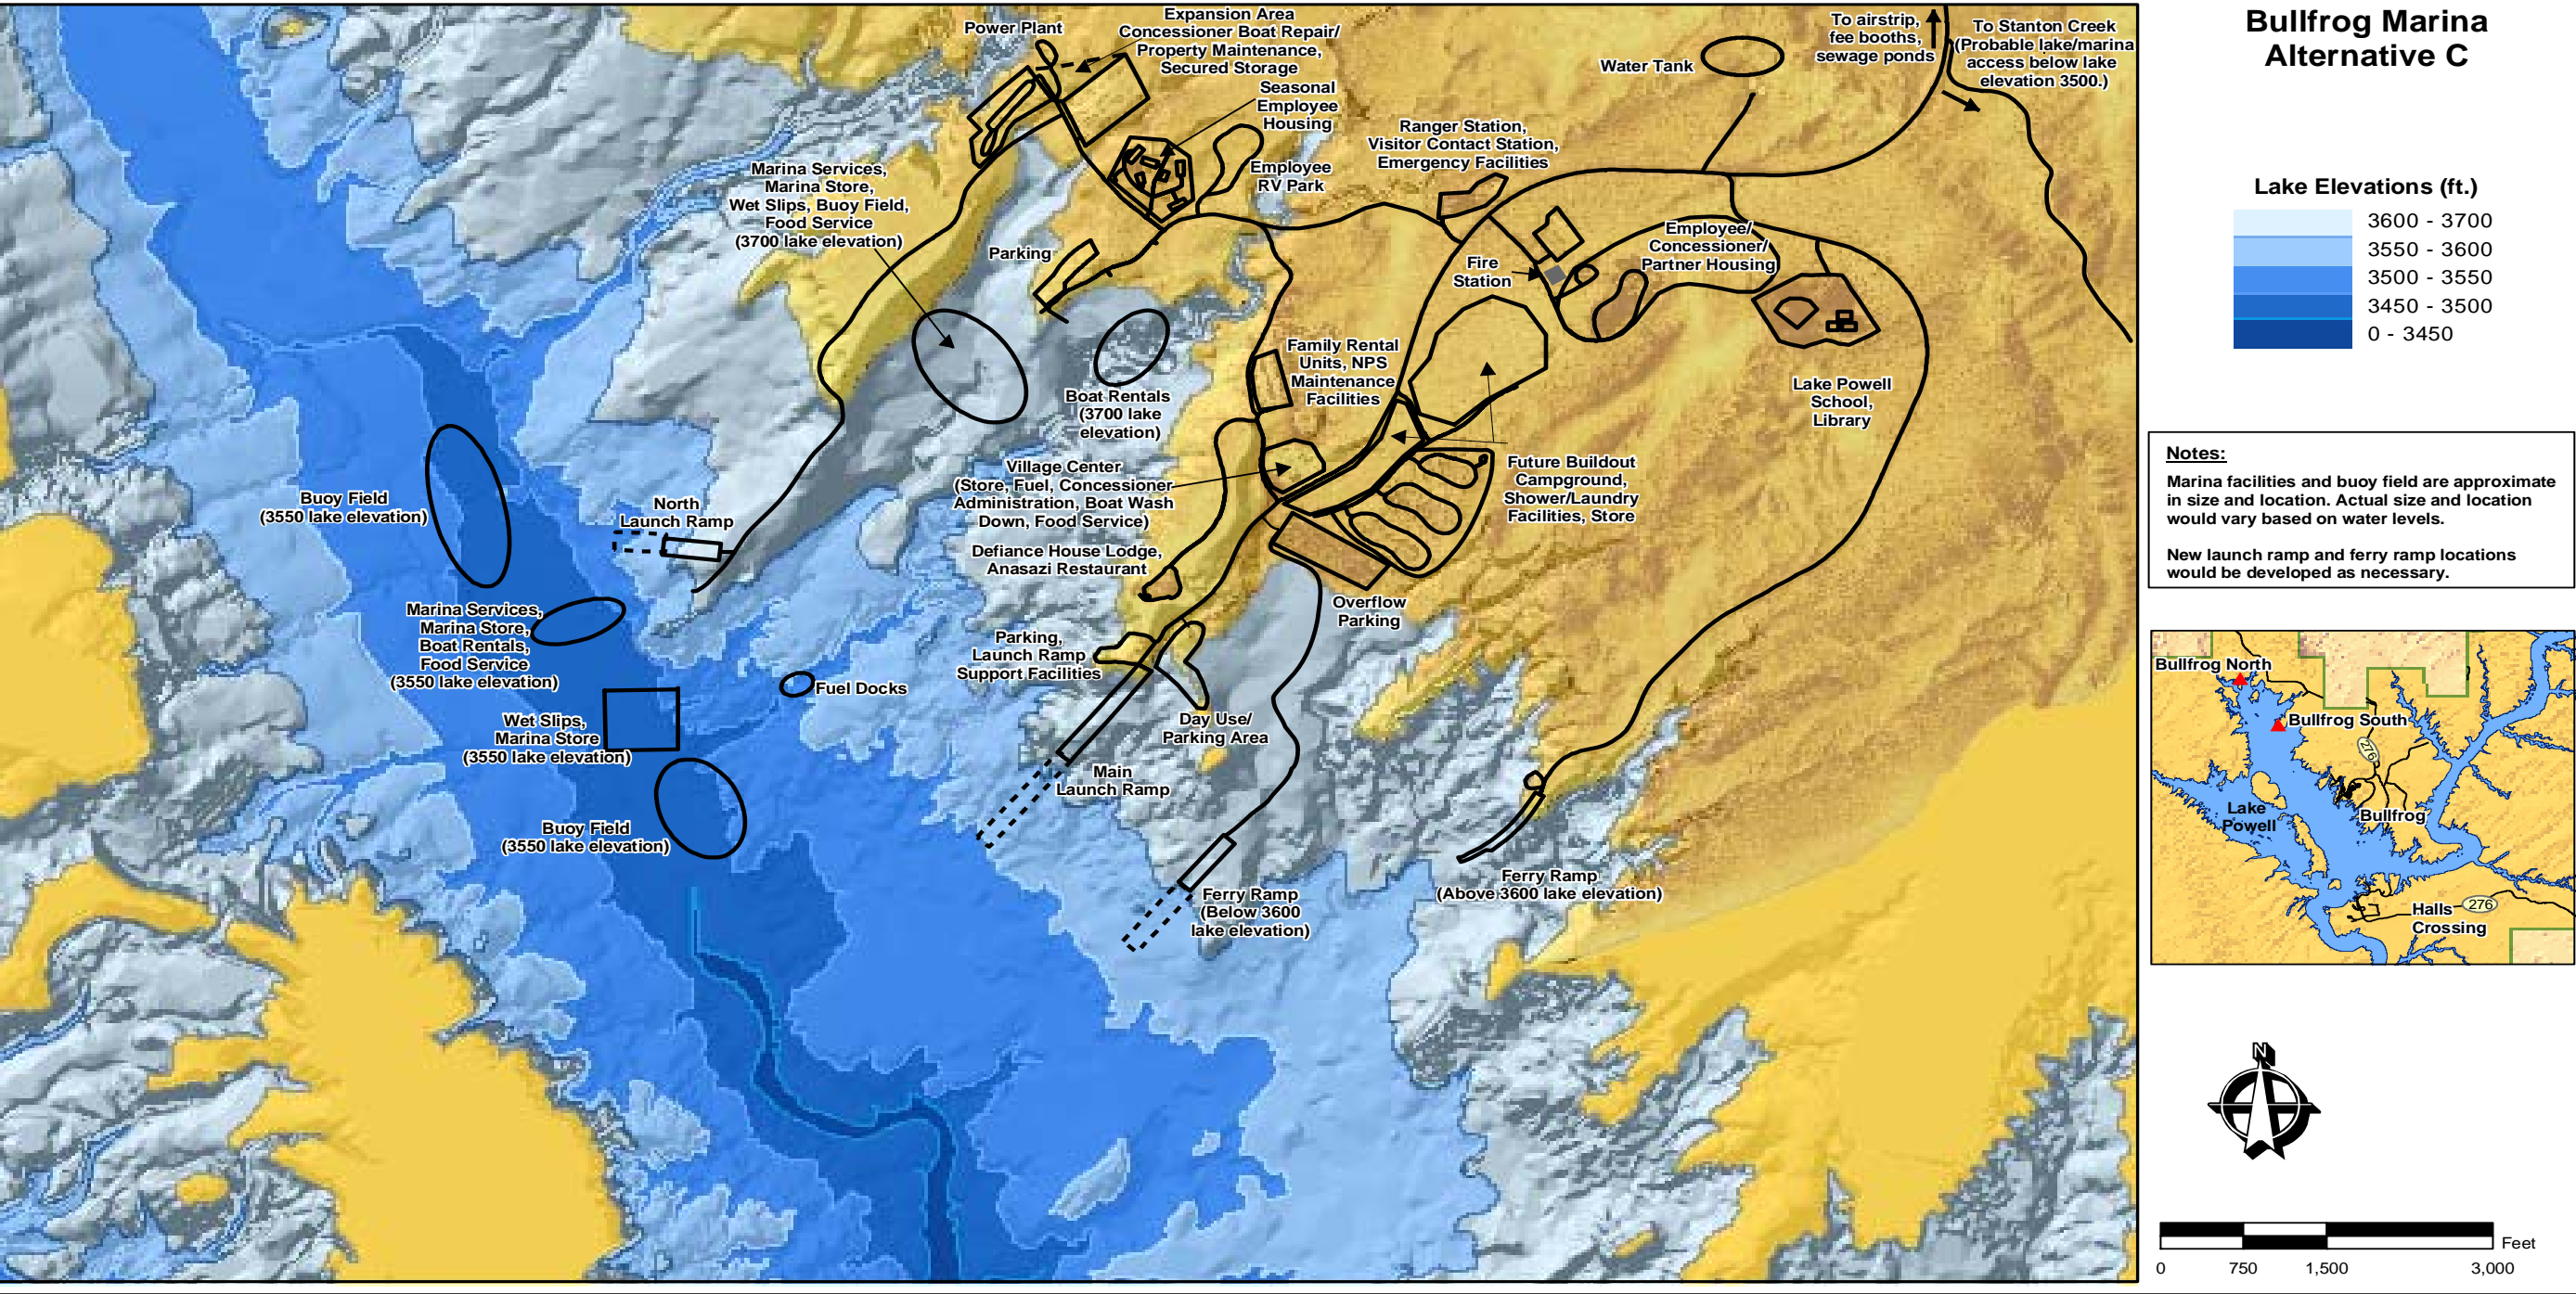 Power Plant
Expansion Area
Concessioner Boat Repair/
Property Maintenance,
Secured Storage
Seasonal
Employee
Housing
Employee
RV Park
Marina Services,
Marina Store,
Wet Slips, Buoy Field,
Food Service
(3700 lake elevation)
Parking
Ranger Station,
Visitor Contact Station,
Emergency Facilities
Water Tank
To airstrip,
fee booths,
sewage ponds
To Stanton Creek
(Probable lake/marina
access below lake
elevation 3500.)
Fire
Station
Employee/
Concessioner/
Partner Housing
Lake Powell
School,
Library
Family Rental
Units, NPS
Maintenance
Facilities
Boat Rentals
(3700 lake
elevation)
Village Center
(Store, Fuel, Concessioner
Administration, Boat Wash
Down, Food Service)
Future Buildout
Campground,
Shower/Laundry
Facilities, Store
Defiance House Lodge,
Anasazi Restaurant
Overflow
Parking
Parking,
Launch Ramp
Support Facilities
Day Use/
Parking Area
Main
Launch Ramp
Ferry Ramp
(Below 3600
lake elevation)
Ferry Ramp
(Above 3600 lake elevation)
Buoy Field
(3550 lake elevation)
North
Launch Ramp
Marina Services,
Marina Store,
Boat Rentals,
Food Service
(3550 lake elevation)
Fuel Docks
Wet Slips,
Marina Store
(3550 lake elevation)
Buoy Field
(3550 lake elevation)
Bullfrog Marina
Alternative C
Lake Elevations (ft.)
3600 - 3700
3550 - 3600
3500 - 3550
3450 - 3500
0 - 3450
Notes:
Marina facilities and buoy field are approximate
in size and location. Actual size and location
would vary based on water levels.
New launch ramp and ferry ramp locations
would be developed as necessary.
Bullfrog North
Bullfrog South
276
Lake
Powell
Bullfrog
Halls
Crossing
276
N
Feet
0 750 1,500 3,000